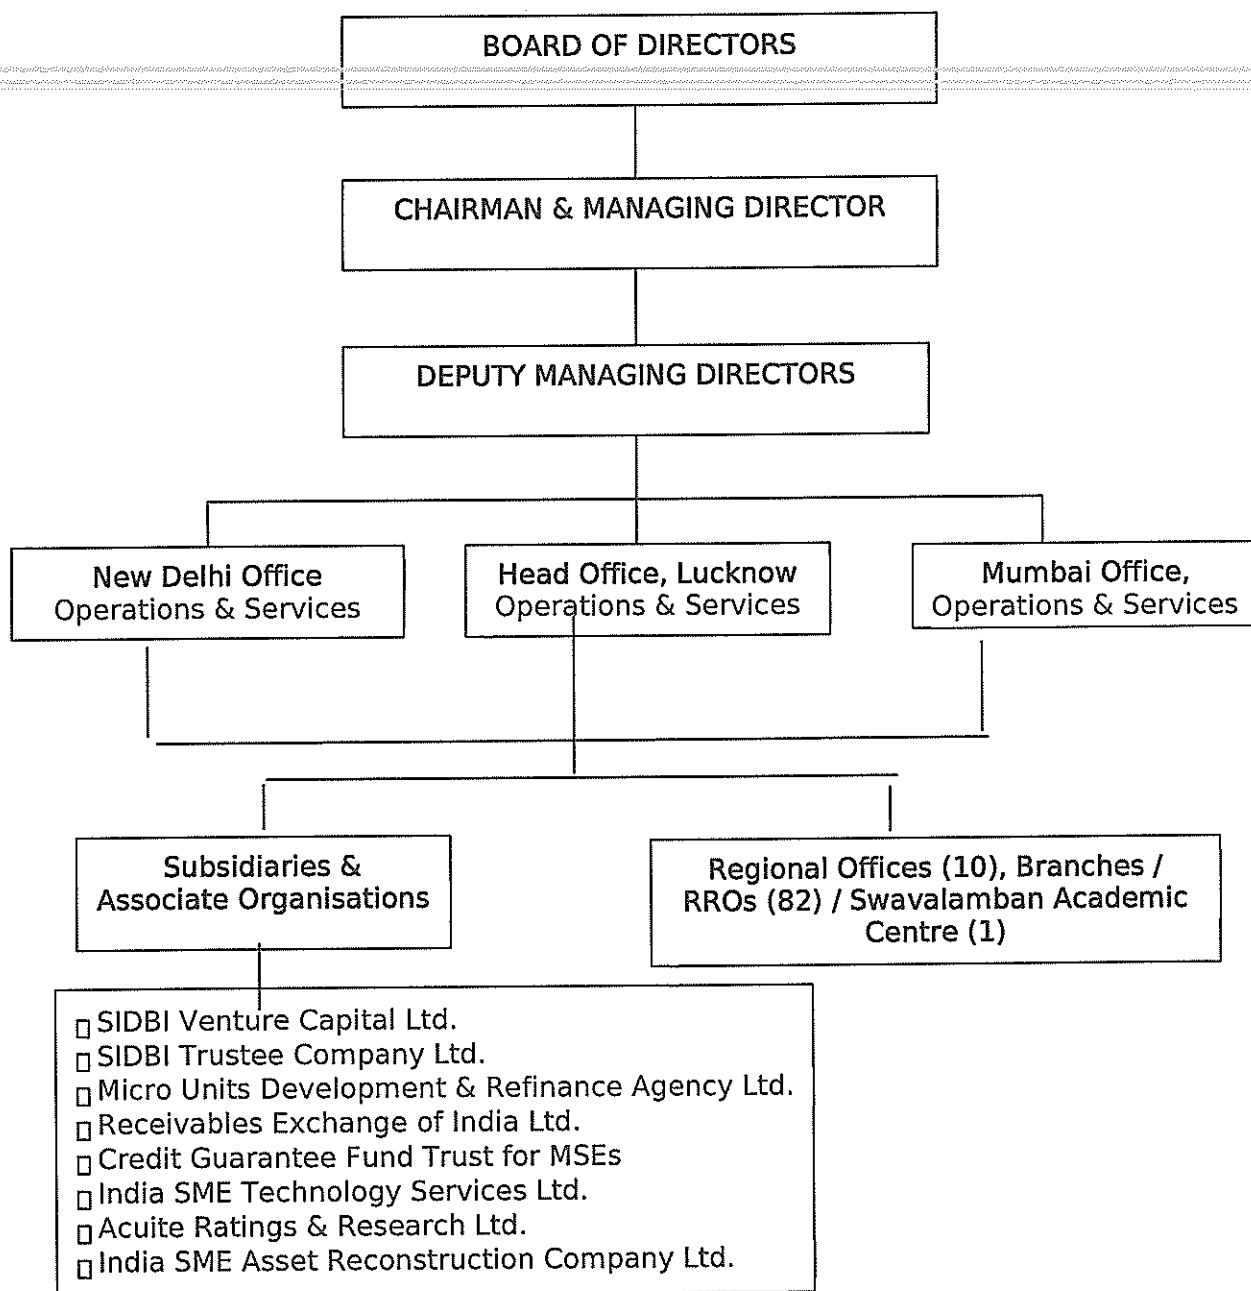 BOARD OF DIRECTORS
CHAIRMAN & MANAGING DIRECTOR
DEPUTY MANAGING DIRECTORS
New Delhi Office
Operations & Services
Head Office, Lucknow
Operations & Services
Mumbai Office,
Operations & Services
Subsidiaries &
Associate Organisations
Regional Offices (10), Branches /
RROs (82) / Swavalamban Academic
Centre (1)
SIDBI Venture Capital Ltd.
SIDBI Trustee Company Ltd.
Micro Units Development & Refinance Agency Ltd.
Receivables Exchange of India Ltd.
Credit Guarantee Fund Trust for MSEs
India SME Technology Services Ltd.
Acuite Ratings & Research Ltd.
India SME Asset Reconstruction Company Ltd.